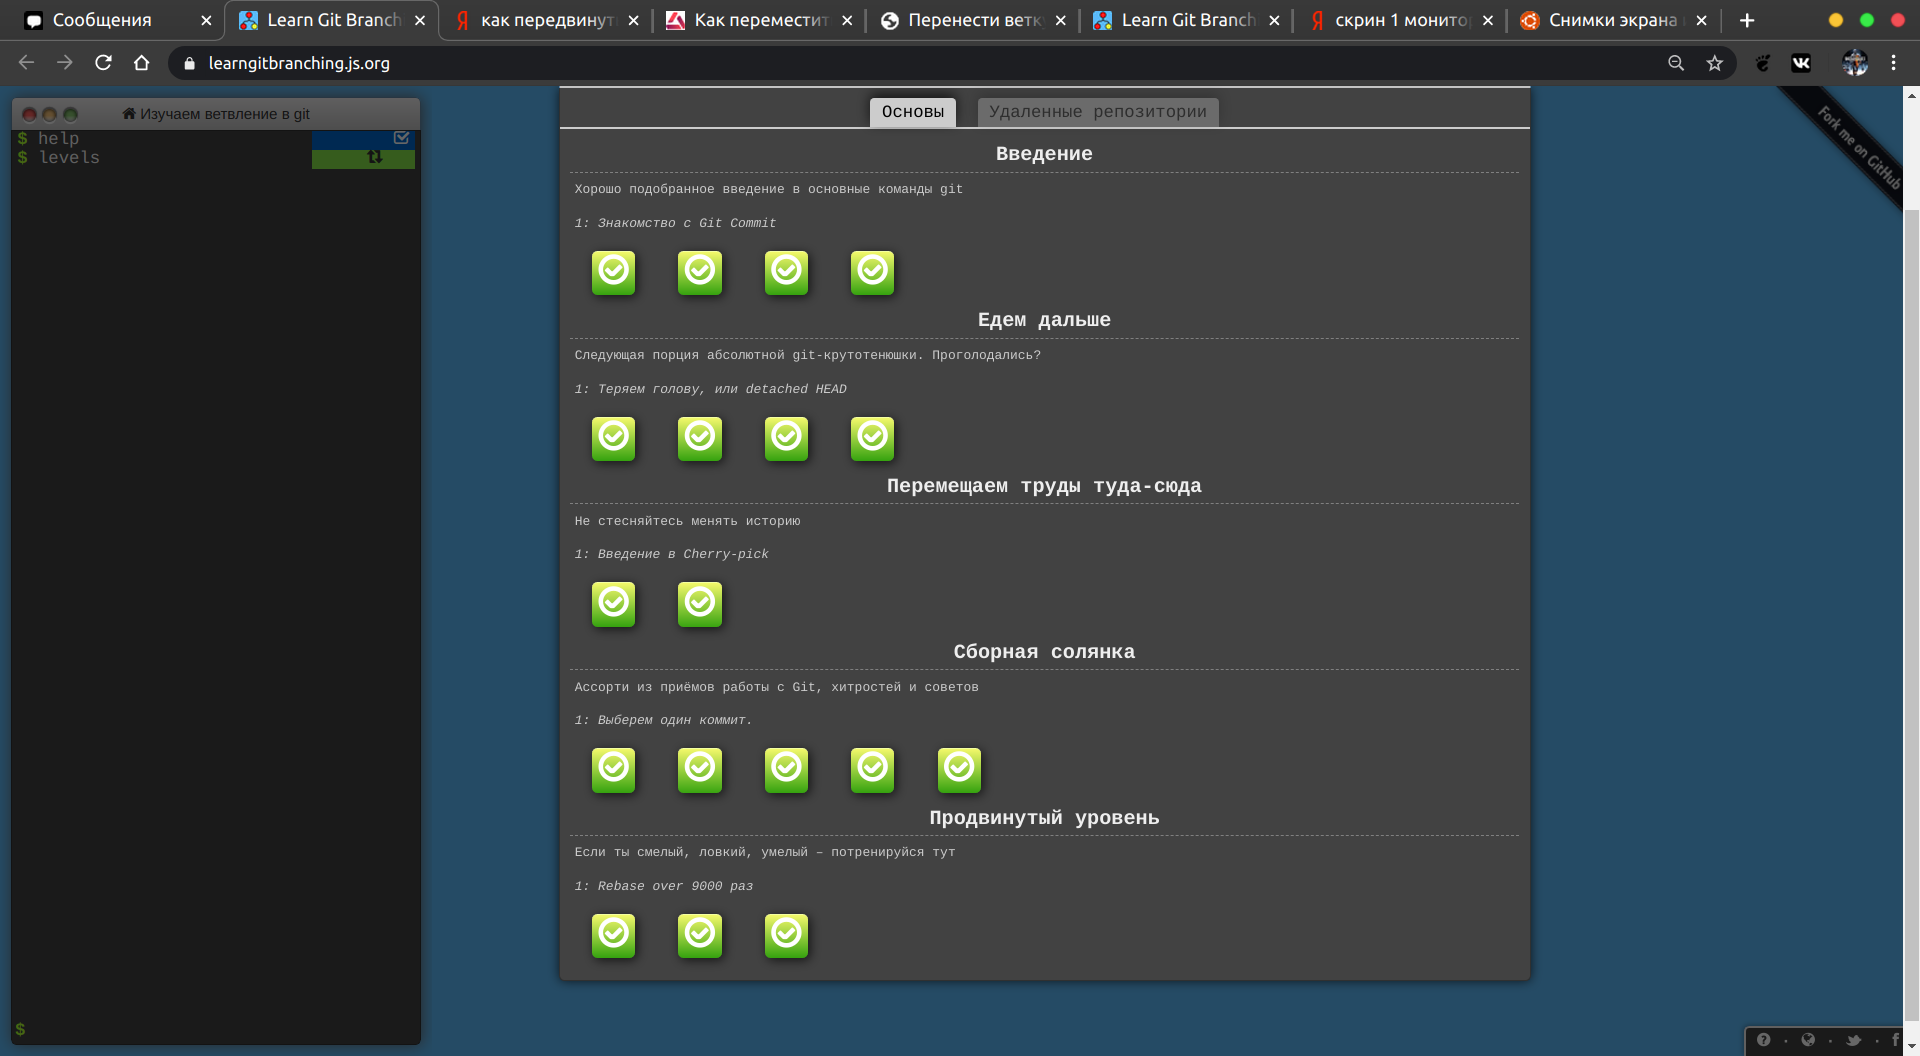 Сообщения
Learn Git Branch
как передвинут
Как переместит
Перенести ветк
Learn Git Branch
скрин 1 монито
Снимки экрана
learngitbranching.js.org
Изучаем ветвление в git
$ help
$ levels
$
Основы
Удаленные репозитории
Введение
Хорошо подобранное введение в основные команды git
1: Знакомство с Git Commit
Едем дальше
Следующая порция абсолютной git-крутотенюшки. Проголодались?
1: Теряем голову, или detached HEAD
Перемещаем труды туда-сюда
Не стесняйтесь менять историю
1: Введение в Cherry-pick
Сборная солянка
Ассорти из приёмов работы с Git, хитростей и советов
1: Выберем один коммит.
Продвинутый уровень
Если ты смелый, ловкий, умелый – потренируйся тут
1: Rebase over 9000 раз
Fork me on GitHub